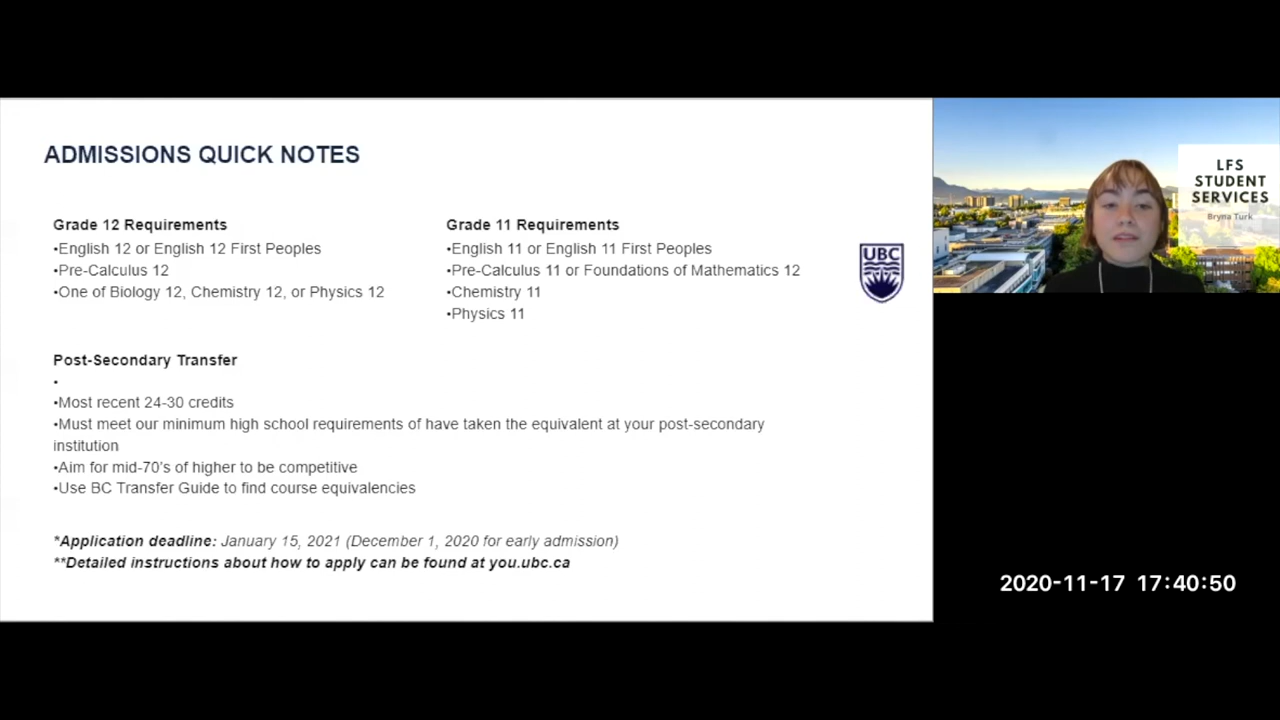 ADMISSIONS QUICK NOTES
Grade 12 Requirements
•English 12 or English 12 First Peoples
•Pre-Calculus 12
•One of Biology 12, Chemistry 12, or Physics 12
Grade 11 Requirements
•English 11 or English 11 First Peoples
•Pre-Calculus 11 or Foundations of Mathematics 12
•Chemistry 11
•Physics 11
UBC
Post-Secondary Transfer
•
•Most recent 24-30 credits
•Must meet our minimum high school requirements of have taken the equivalent at your post-secondary
institution
•Aim for mid-70's of higher to be competitive
•Use BC Transfer Guide to find course equivalencies
*Application deadline: January 15, 2021 (December 1, 2020 for early admission)
**Detailed instructions about how to apply can be found at you.ubc.ca
LFS
STUDENT
SERVICES
Bryna Turk
2020-11-17 17:40:50